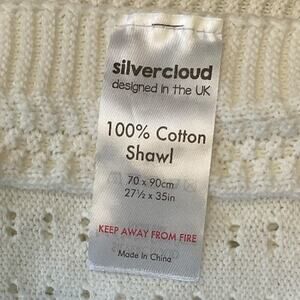 silvercloud
designed in the UK
100% Cotton
Shawl
70 x 90cm
27½ x 35in
KEEP AWAY FROM FIRE
Made In China